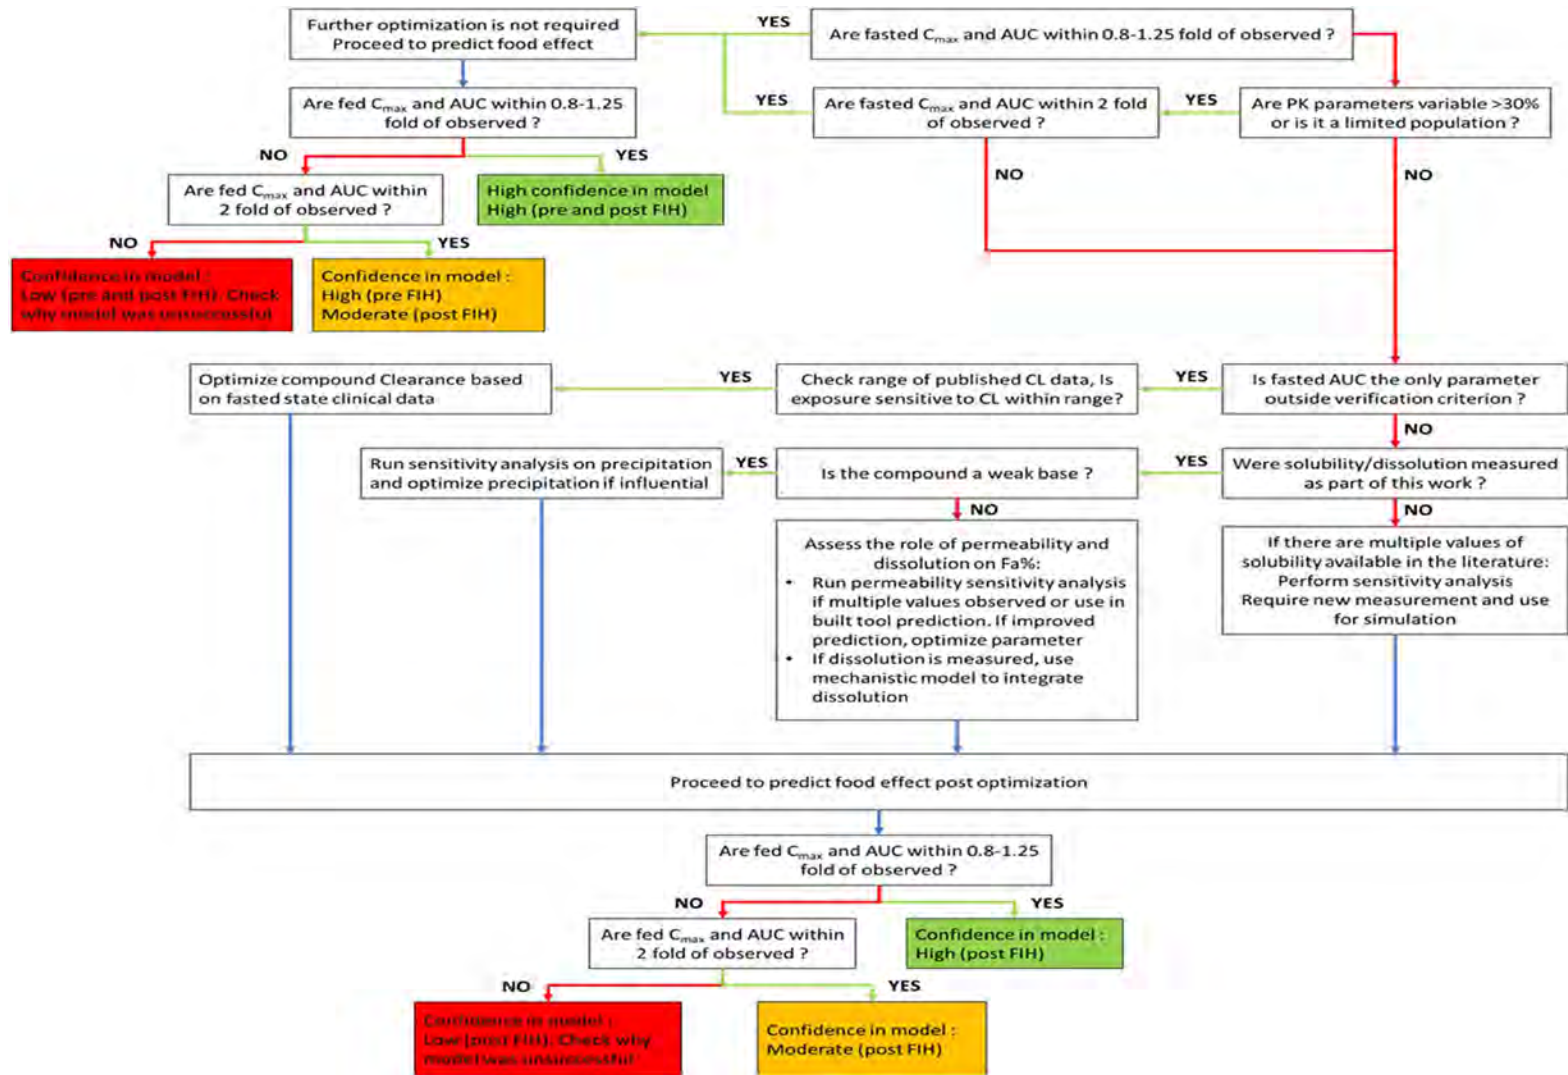 Further optimization is not required
Proceed to predict food effect
YES
Are fasted Cmax and AUC within 0.8-1.25 fold of observed ?
Are fed Cmax and AUC within 0.8-1.25
fold of observed ?
YES
Are fasted Cmax and AUC within 2 fold
of observed ?
YES
Are PK parameters variable >30%
or is it a limited population ?
NO
YES
NO
NO
Are fed Cmax and AUC within
2 fold of observed ?
High confidence in model
High (pre and post FIH)
NO
YES
Confidence in model :
Low (pre and post FIH). Check
why model was unsuccessful
Confidence in model :
High (pre FIH)
Moderate (post FIH)
Optimize compound Clearance based
on fasted state clinical data
YES
Check range of published CL data, Is
exposure sensitive to CL within range?
YES
Is fasted AUC the only parameter
outside verification criterion ?
NO
Run sensitivity analysis on precipitation
and optimize precipitation if influential
YES
Is the compound a weak base ?
YES
Were solubility/dissolution measured
as part of this work ?
NO
NO
Assess the role of permeability and
dissolution on Fa%:
• Run permeability sensitivity analysis
if multiple values observed or use in
built tool prediction. If improved
prediction, optimize parameter
• If dissolution is measured, use
mechanistic model to integrate
dissolution
If there are multiple values of
solubility available in the literature:
Perform sensitivity analysis
Require new measurement and use
for simulation
Proceed to predict food effect post optimization
Are fed Cmax and AUC within 0.8-1.25
fold of observed ?
NO
YES
Are fed Cmax and AUC within
2 fold of observed ?
Confidence in model :
High (post FIH)
NO
YES
Confidence in model :
Low (post FIH). Check why
model was unsuccessful
Confidence in model :
Moderate (post FIH)